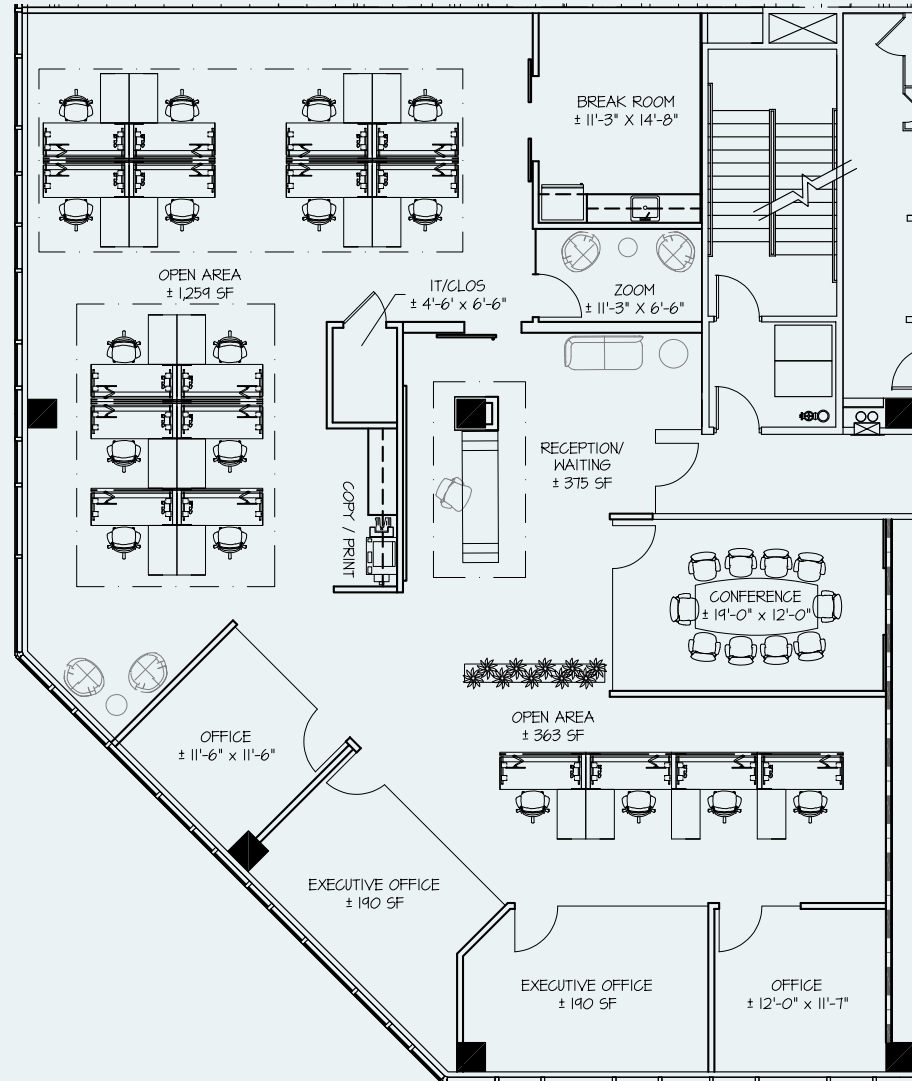 BREAK ROOM
± 11'-3" X 14'-8"
OPEN AREA
± 1,259 SF
IT/CLOS
± 4'-6' x 6'-6"
ZOOM
± 11'-3" X 6'-6"
RECEPTION/
WAITING
± 375 SF
COPY / PRINT
CONFERENCE
± 19'-0" x 12'-0"
OFFICE
± 11'-6" x 11'-6"
OPEN AREA
± 363 SF
EXECUTIVE OFFICE
± 190 SF
EXECUTIVE OFFICE
± 190 SF
OFFICE
± 12'-0" x 11'-7"